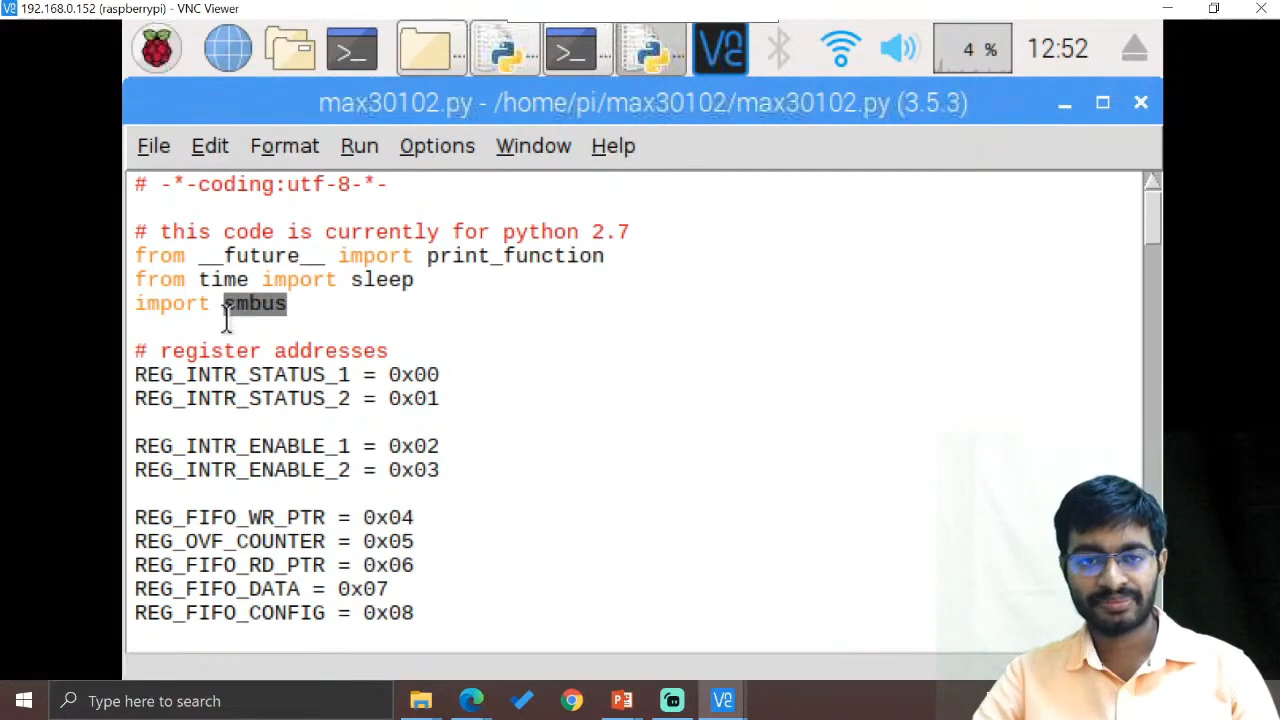 192.168.0.152 (raspberrypi) - VNC Viewer
4 %
12:52
max30102.py - /home/pi/max30102/max30102.py (3.5.3)
File Edit Format Run Options Window Help
# -*-coding:utf-8-*-
# this code is currently for python 2.7
from __future__ import print_function
from time import sleep
import smbus
# register addresses
REG_INTR_STATUS_1 = 0x00
REG_INTR_STATUS_2 = 0x01
REG_INTR_ENABLE_1 = 0x02
REG_INTR_ENABLE_2 = 0x03
REG_FIFO_WR_PTR = 0x04
REG_OVF_COUNTER = 0x05
REG_FIFO_RD_PTR = 0x06
REG_FIFO_DATA = 0x07
REG_FIFO_CONFIG = 0x08
Type here to search